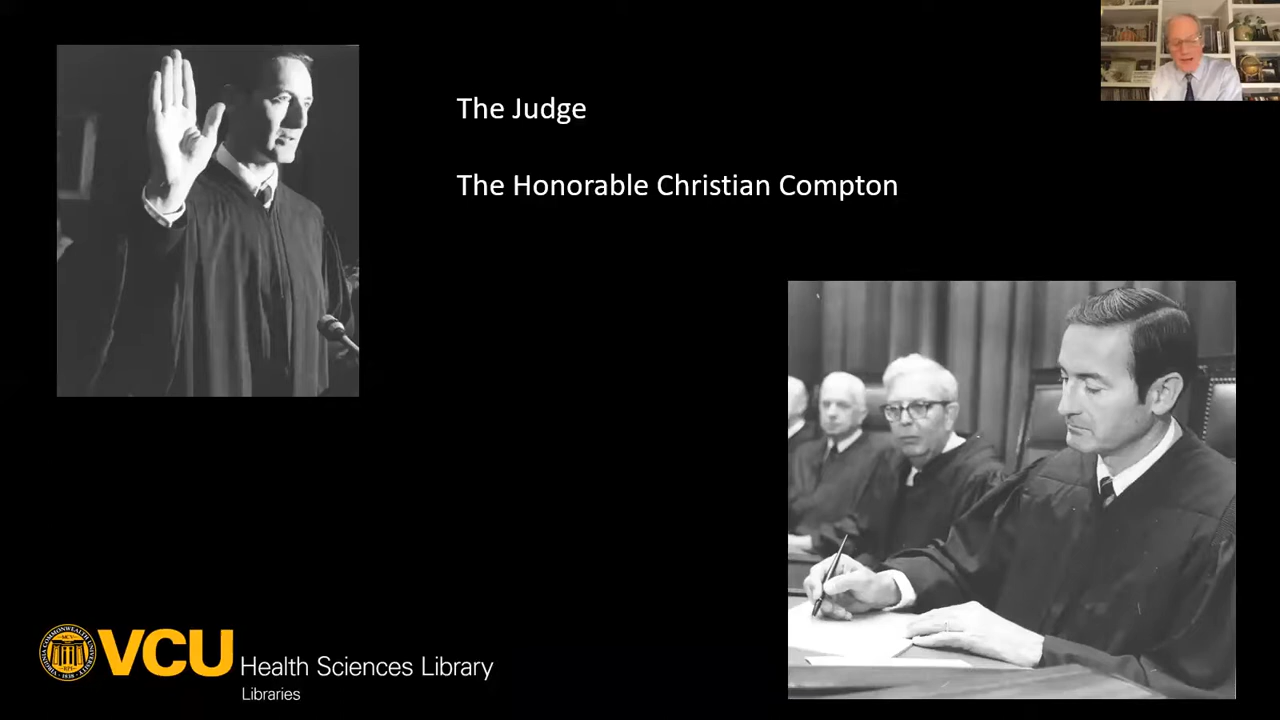 The Judge
The Honorable Christian Compton
VCU Health Sciences Library
Libraries